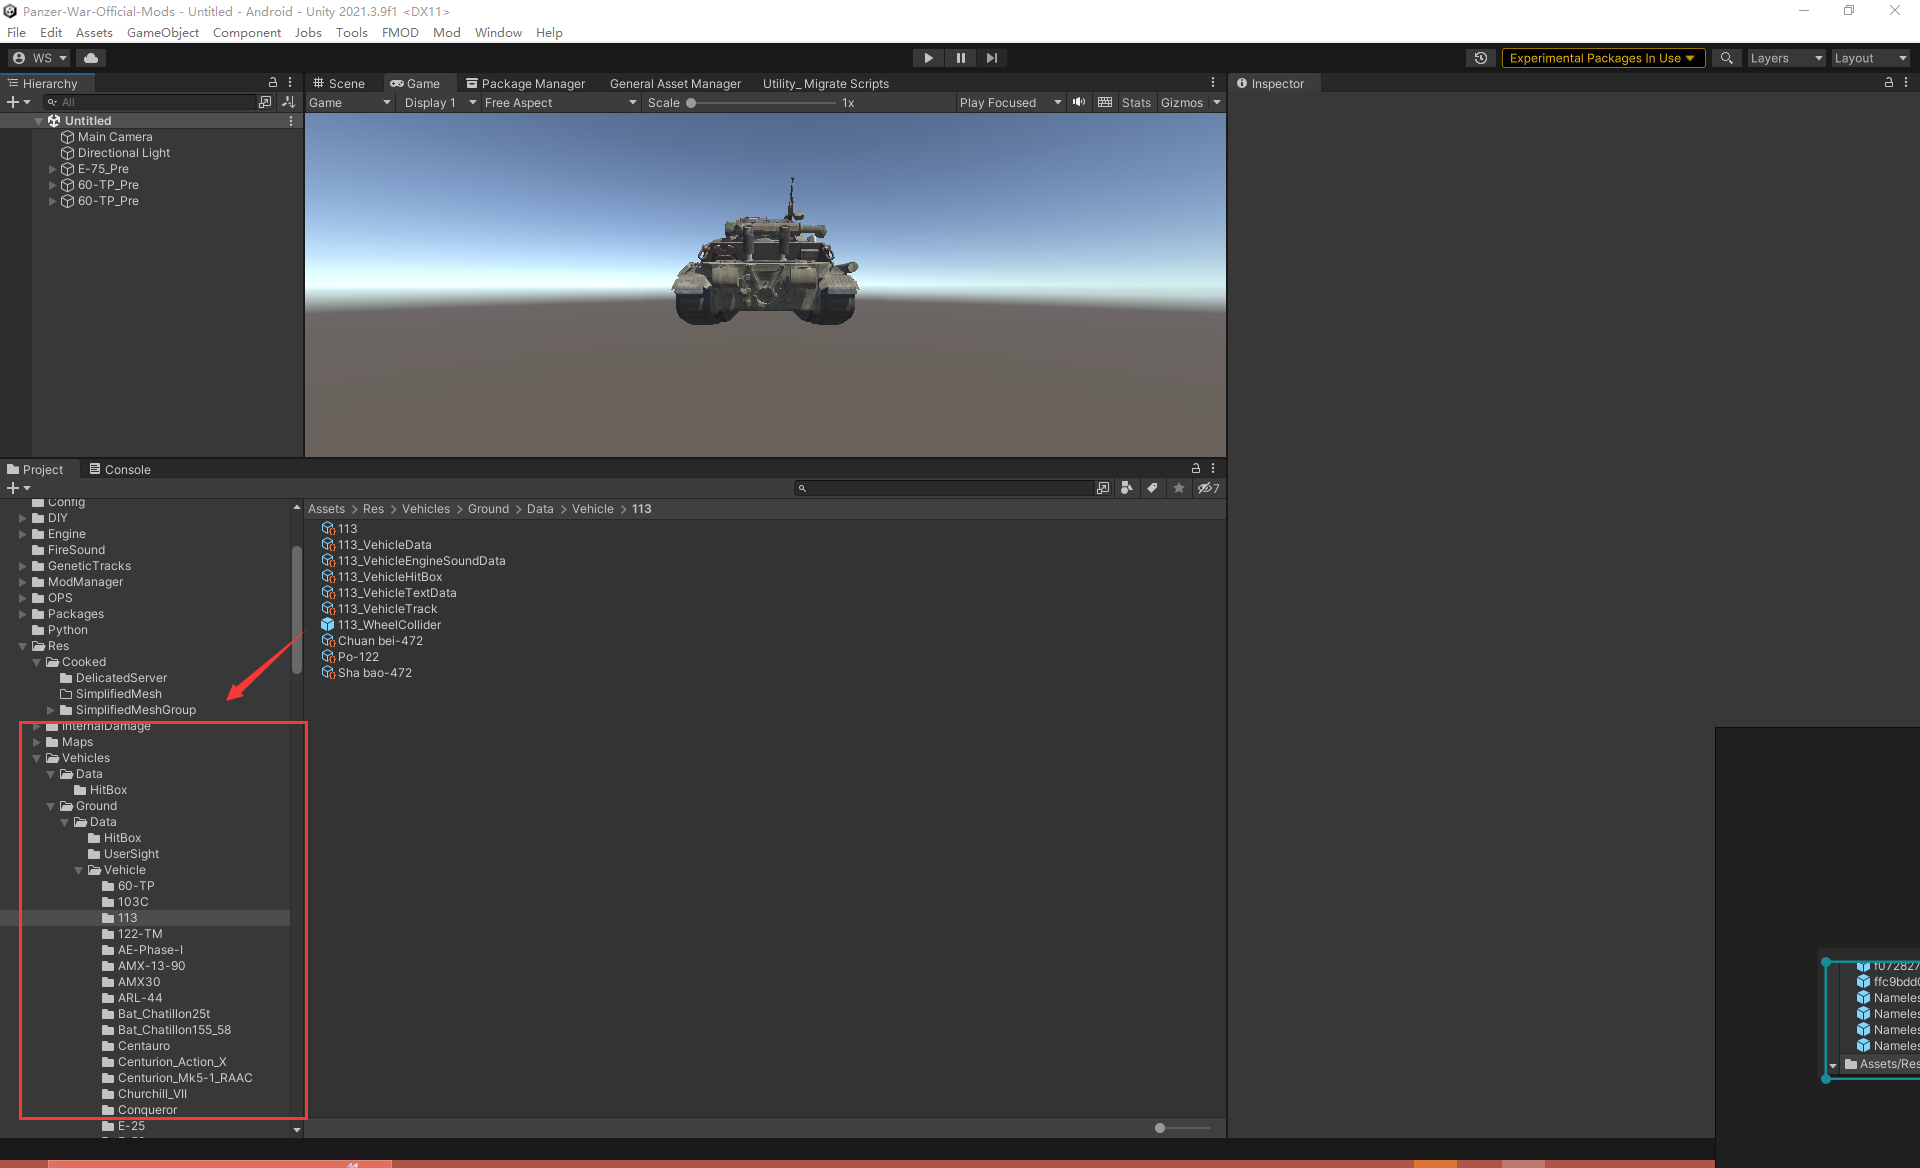 Panzer-War-Official-Mods - Untitled - Android - Unity 2021.3.9f1 <DX11>
File Edit Assets GameObject Component Jobs Tools FMOD Mod Window Help
WS
Experimental Packages In Use
Layers
Layout
Hierarchy
All
Untitled
Main Camera
Directional Light
E-75_Pre
60-TP_Pre
60-TP_Pre
Scene Game Package Manager General Asset Manager Utility_ Migrate Scripts
Game Display 1 Free Aspect Scale 1x Play Focused Stats Gizmos
Inspector
Project Console
7
Config
DIY
Engine
FireSound
GeneticTracks
ModManager
OPS
Packages
Python
Res
Cooked
DelicatedServer
SimplifiedMesh
SimplifiedMeshGroup
InternalDamage
Maps
Vehicles
Data
HitBox
Ground
Data
HitBox
UserSight
Vehicle
60-TP
103C
113
122-TM
AE-Phase-I
AMX-13-90
AMX30
ARL-44
Bat_Chatillon25t
Bat_Chatillon155_58
Centauro
Centurion_Action_X
Centurion_Mk5-1_RAAC
Churchill_VII
Conqueror
E-25
Assets > Res > Vehicles > Ground > Data > Vehicle > 113
113
113_VehicleData
113_VehicleEngineSoundData
113_VehicleHitBox
113_VehicleTextData
113_VehicleTrack
113_WheelCollider
Chuan bei-472
Po-122
Sha bao-472
f072827
ffc9bdd
Nameles
Nameles
Nameles
Nameles
Assets/Res